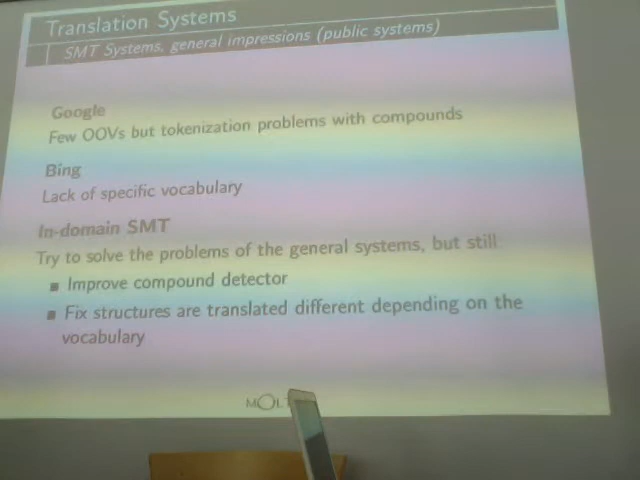 Translation Systems
SMT Systems, general impressions (public systems)
Google
Few OOVs but tokenization problems with compounds
Bing
Lack of specific vocabulary
In-domain SMT
Try to solve the problems of the general systems, but still
Improve compound detector
Fix structures are translated different depending on the
vocabulary